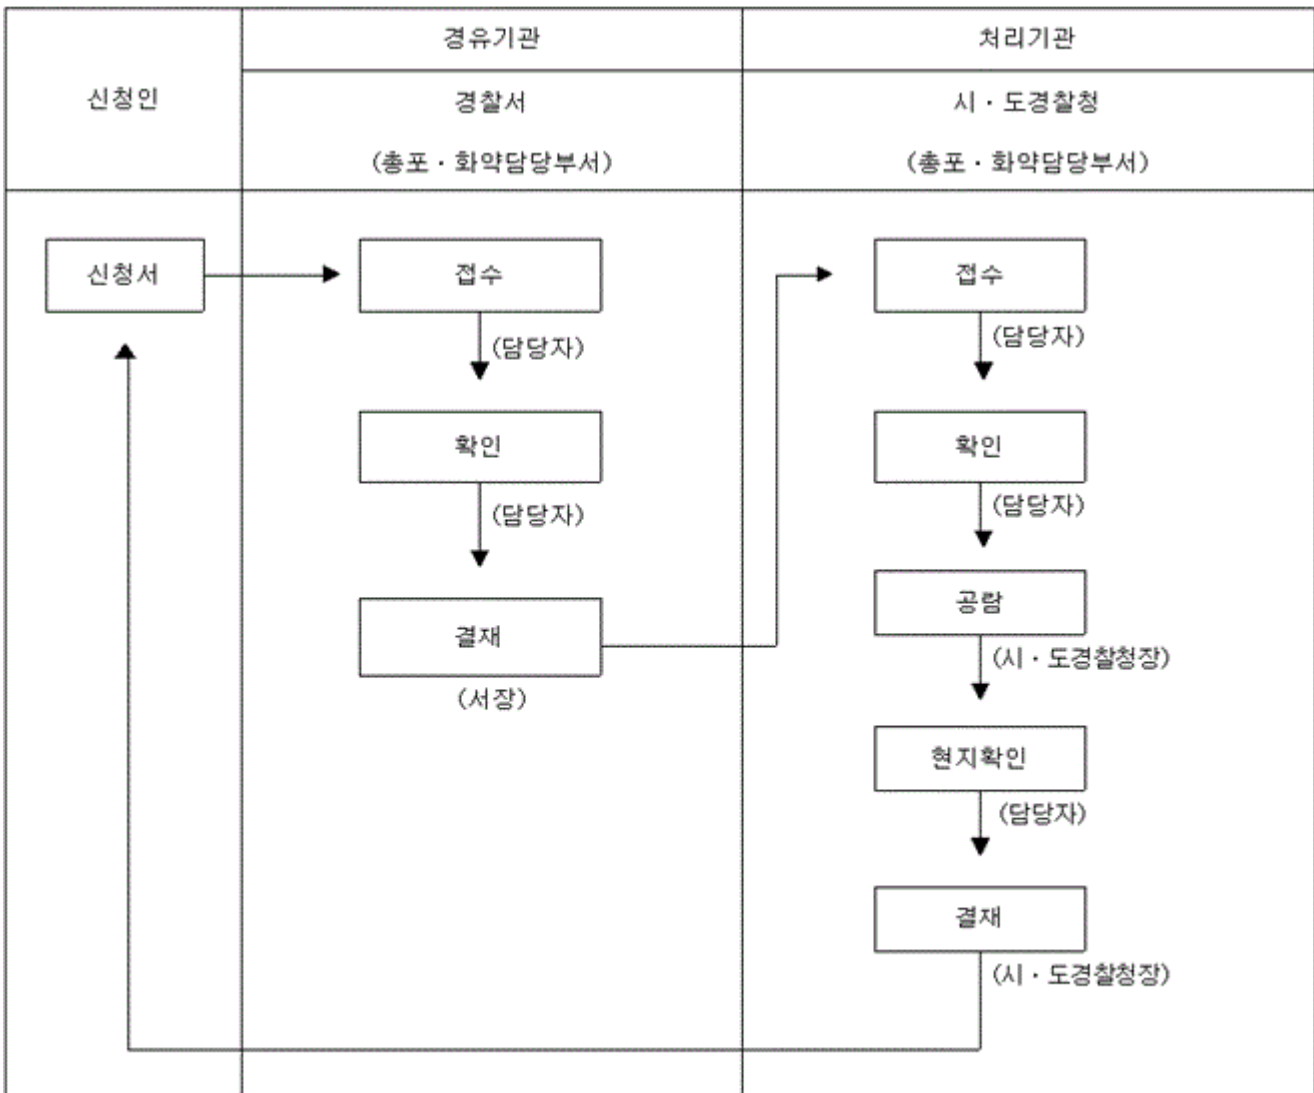 신청인
경유기관
경찰서
(총포・화약담당부서)
처리기관
시・도경찰청
(총포・화약담당부서)
신청서
접수
(담당자)
확인
(담당자)
결재
(서장)
접수
(담당자)
확인
(담당자)
공람
(시・도경찰청장)
현지확인
(담당자)
결재
(시・도경찰청장)